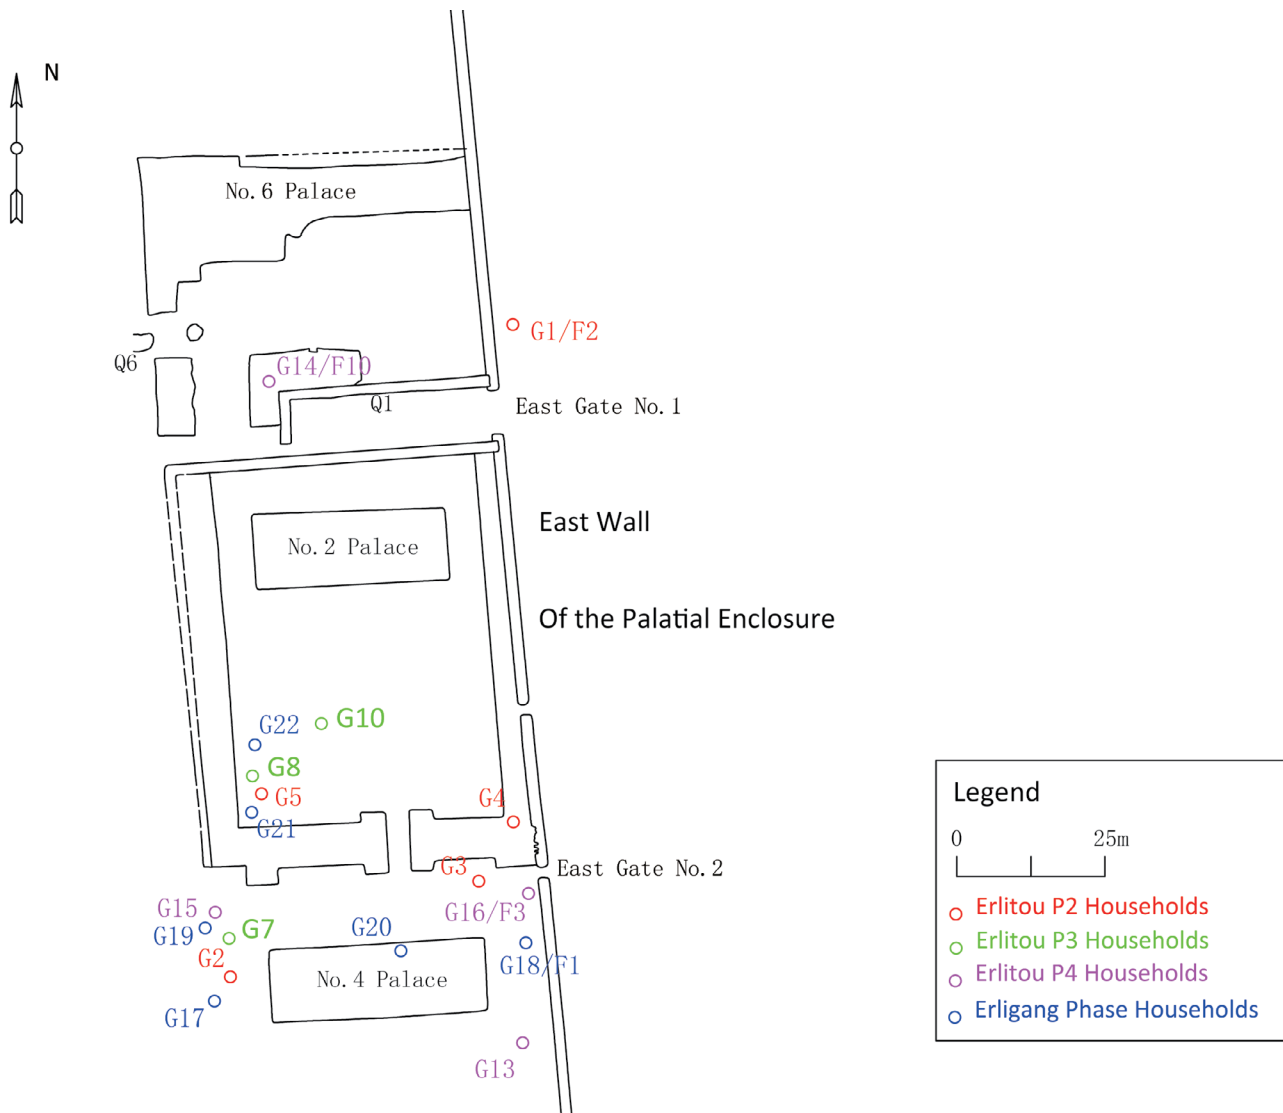 N
No.6 Palace
G1/F2
Q6
G14/F10
Q1
East Gate No.1
East Wall
No.2 Palace
Of the Palatial Enclosure
G22
G10
G8
G5
G4
G21
G3
East Gate No.2
G15
G16/F3
G19
G7
G20
G2
G18/F1
No.4 Palace
G17
G13
Legend
0
25m
Erlitou P2 Households
Erlitou P3 Households
Erlitou P4 Households
Erligang Phase Households